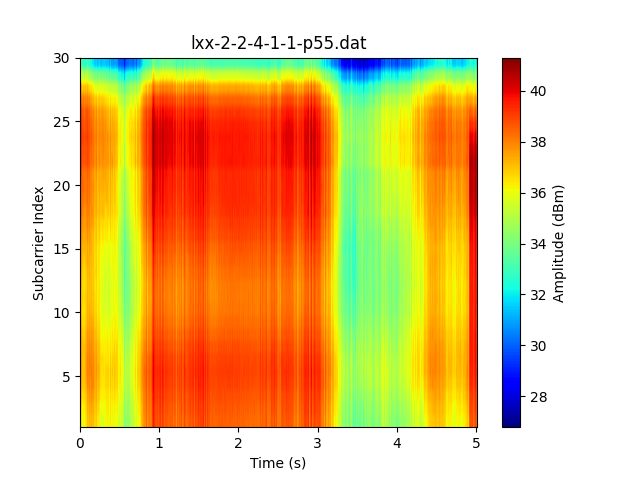 lxx-2-2-4-1-1-p55.dat
30
25
20
15
10
5
0 1 2 3 4 5
Subcarrier Index
Time (s)
40
38
36
34
32
30
28
Amplitude (dBm)